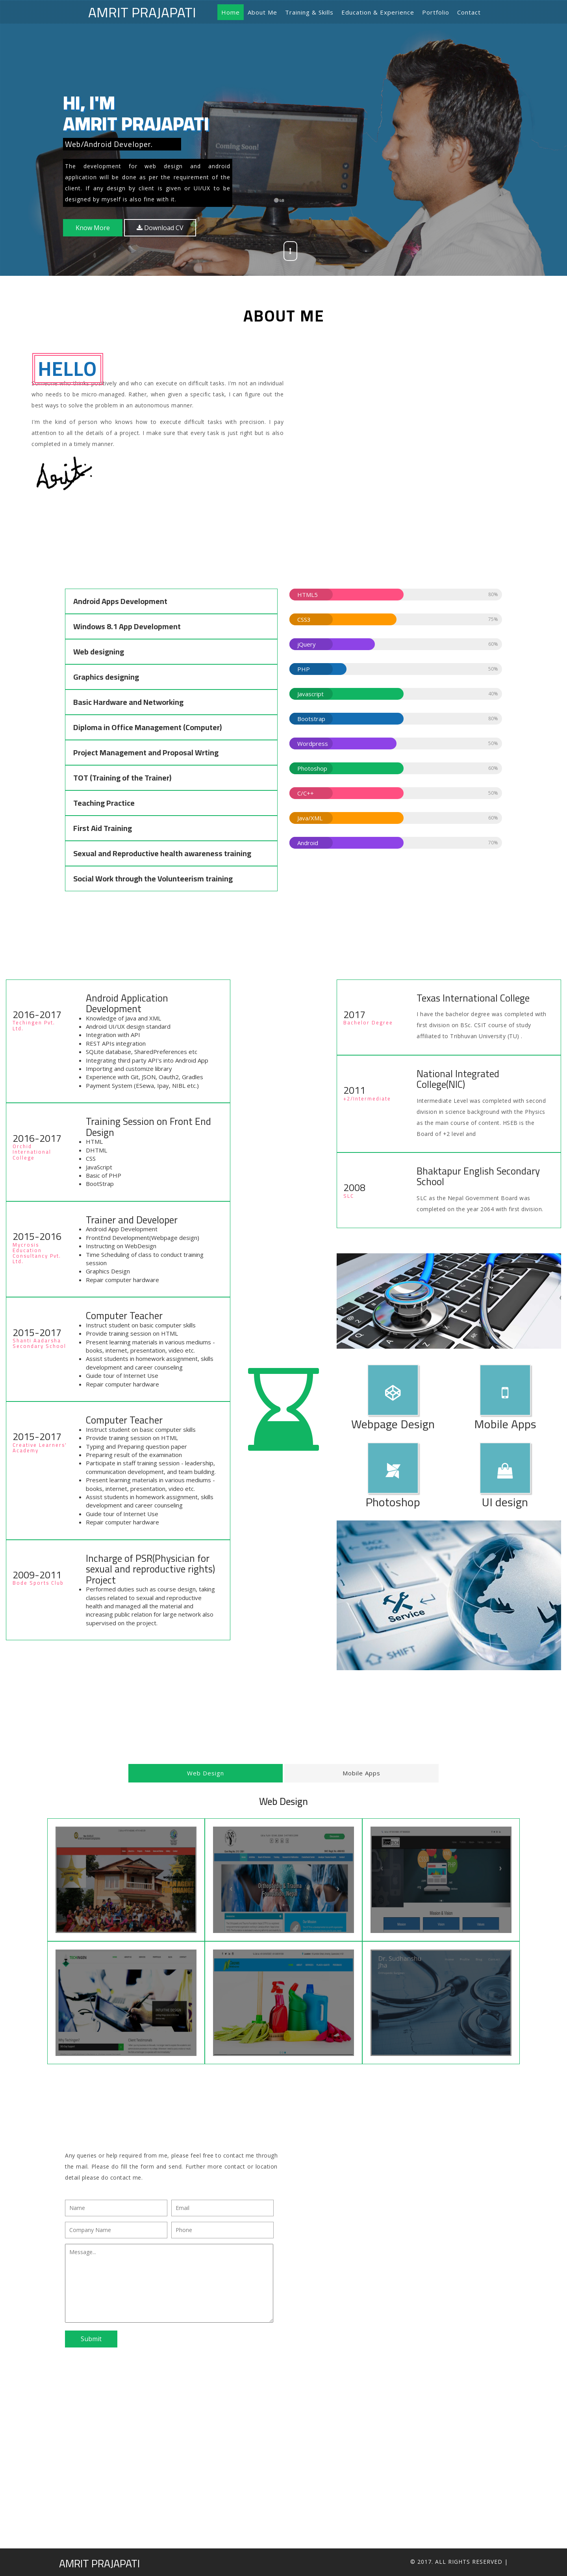 AMRIT PRAJAPATI
Home About Me Training & Skills Education & Experience Portfolio Contact
HI, I'M
AMRIT PRAJAPATI
Web/Android Developer.
The development for web design and android
application will be done as per the requirement of the
client. If any design by client is given or UI/UX to be
designed by myself is also fine with it.
Know More Download CV
ABOUT ME
HELLO
Someone who thinks positively and who can execute on difficult tasks. I'm not an individual
who needs to be micro-managed. Rather, when given a specific task, I can figure out the
best ways to solve the problem in an autonomous manner.
I'm the kind of person who knows how to execute difficult tasks with precision. I pay
attention to all the details of a project. I make sure that every task is just right but is also
completed in a timely manner.
Android Apps Development
Windows 8.1 App Development
Web designing
Graphics designing
Basic Hardware and Networking
Diploma in Office Management (Computer)
Project Management and Proposal Wrting
TOT (Training of the Trainer)
Teaching Practice
First Aid Training
Sexual and Reproductive health awareness training
Social Work through the Volunteerism training
HTML5 60%
CSS3 75%
jQuery 60%
PHP 50%
Javascript 40%
Bootstrap 60%
Wordpress 50%
Photoshop 60%
C/C++ 50%
Java/XML 60%
Android 70%
2016-2017
Techingen Pvt.
Ltd.
Android Application
Development
Knowledge of Java and XML
Android UI/UX design standard
Integration with API
REST APIs integration
SQLite database, SharedPreferences etc
Integrating third party API's into Android App
Importing and customize library
Experience with Git, JSON, Oauth2, Gradles
Payment System (ESewa, Ipay, NIBL etc.)
2016-2017
Orchid
International
College
Training Session on Front End
Design
HTML
DHTML
CSS
JavaScript
Basic of PHP
BootStrap
2015-2016
Mycrosis
Education
Consultancy Pvt.
Ltd.
Trainer and Developer
Android App Development
FrontEnd Development(Webpage design)
Instructing on WebDesign
Time Scheduling of class to conduct training
session
Graphics Design
Repair computer hardware
2015-2017
Shanti Aadarsha
Secondary School
Computer Teacher
Instruct student on basic computer skills
Provide training session on HTML
Present learning materials in various mediums -
books, internet, presentation, video etc.
Assist students in homework assignment, skills
development and career counseling
Guide tour of Internet Use
Repair computer hardware
2015-2017
Creative Learners'
Academy
Computer Teacher
Instruct student on basic computer skills
Provide training session on HTML
Typing and Preparing question paper
Preparing result of the examination
Participate in staff training session - leadership,
communication development, and team building.
Present learning materials in various mediums -
books, internet, presentation, video etc.
Assist students in homework assignment, skills
development and career counseling
Guide tour of Internet Use
Repair computer hardware
2009-2011
Bode Sports Club
Incharge of PSR(Physician for
sexual and reproductive rights)
Project
Performed duties such as course design, taking
classes related to sexual and reproductive
health and managed all the material and
increasing public relation for large network also
supervised on the project.
2017
Bachelor Degree
Texas International College
I have the bachelor degree was completed with
first division on BSc. CSIT course of study
affiliated to Tribhuvan University (TU) .
2011
+2/Intermediate
National Integrated
College(NIC)
Intermediate Level was completed with second
division in science background with the Physics
as the main course of content. HSEB is the
Board of +2 level and
2008
SLC
Bhaktapur English Secondary
School
SLC as the Nepal Government Board was
completed on the year 2064 with first division.
Webpage Design
Mobile Apps
Photoshop
UI design
Service
SHIFT
Web Design Mobile Apps
Web Design
Any queries or help required from me, please feel free to contact me through
the mail. Please do fill the form and send. Further more contact or location
detail please do contact me.
Name Email
Company Name Phone
Message...
Submit
AMRIT PRAJAPATI
© 2017. ALL RIGHTS RESERVED |